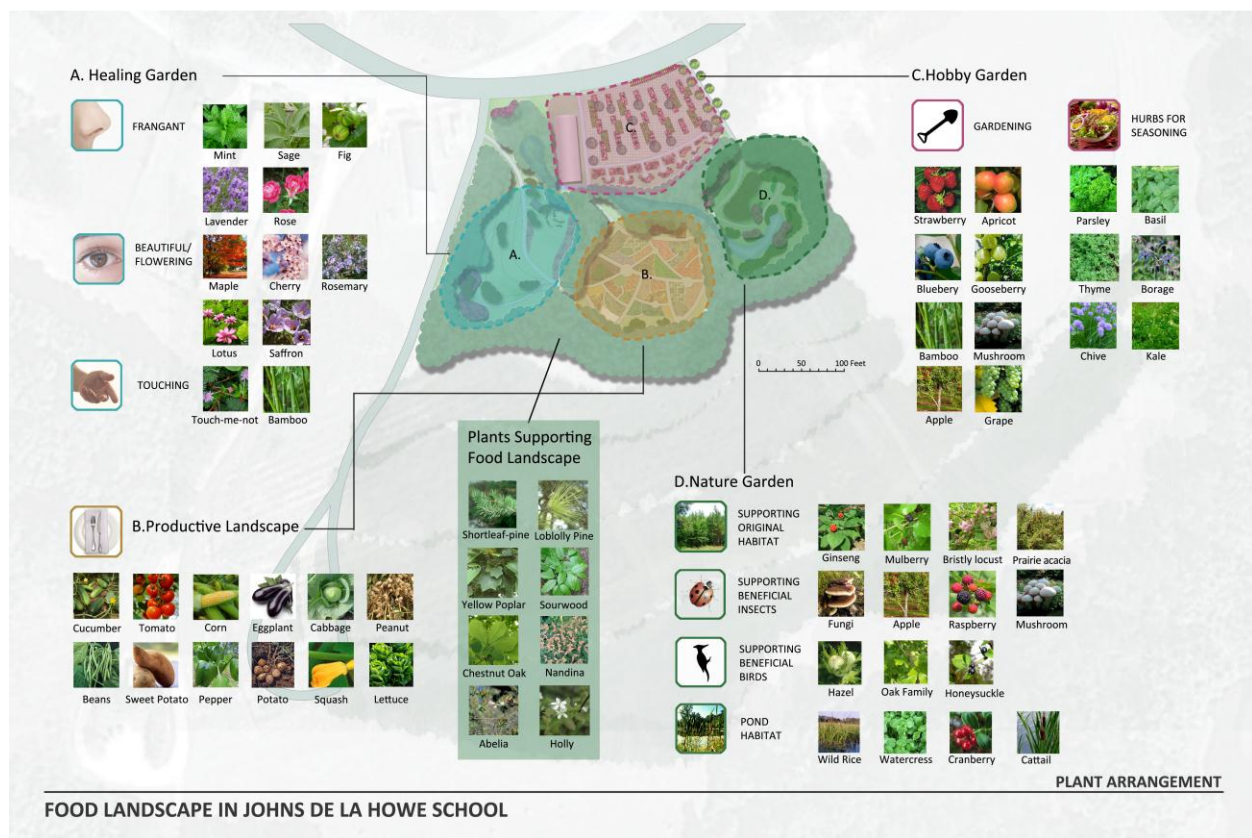 A. Healing Garden
FRANGANT
Mint Sage Fig
Lavender Rose
BEAUTIFUL/
FLOWERING
Maple Cherry Rosemary
Lotus Saffron
TOUCHING
Touch-me-not Bamboo
B.Productive Landscape
Cucumber Tomato Corn Eggplant Cabbage Peanut
Beans Sweet Potato Pepper Potato Squash Lettuce
A.
B.
C.
D.
0 50 100 Feet
Plants Supporting
Food Landscape
Shortleaf-pine Loblolly Pine
Yellow Poplar Sourwood
Chestnut Oak Nandina
Abelia Holly
C.Hobby Garden
GARDENING
Strawberry Apricot
Bluebery Gooseberry
Bamboo Mushroom
Apple Grape
HURBS FOR
SEASONING
Parsley Basil
Thyme Borage
Chive Kale
D.Nature Garden
SUPPORTING
ORIGINAL
HABITAT
Ginseng Mulberry Bristly locust Prairie acacia
SUPPORTING
BENEFICIAL
INSECTS
Fungi Apple Raspberry Mushroom
SUPPORTING
BENEFICIAL
BIRDS
Hazel Oak Family Honeysuckle
POND
HABITAT
Wild Rice Watercress Cranberry Cattail
PLANT ARRANGEMENT
FOOD LANDSCAPE IN JOHNS DE LA HOWE SCHOOL